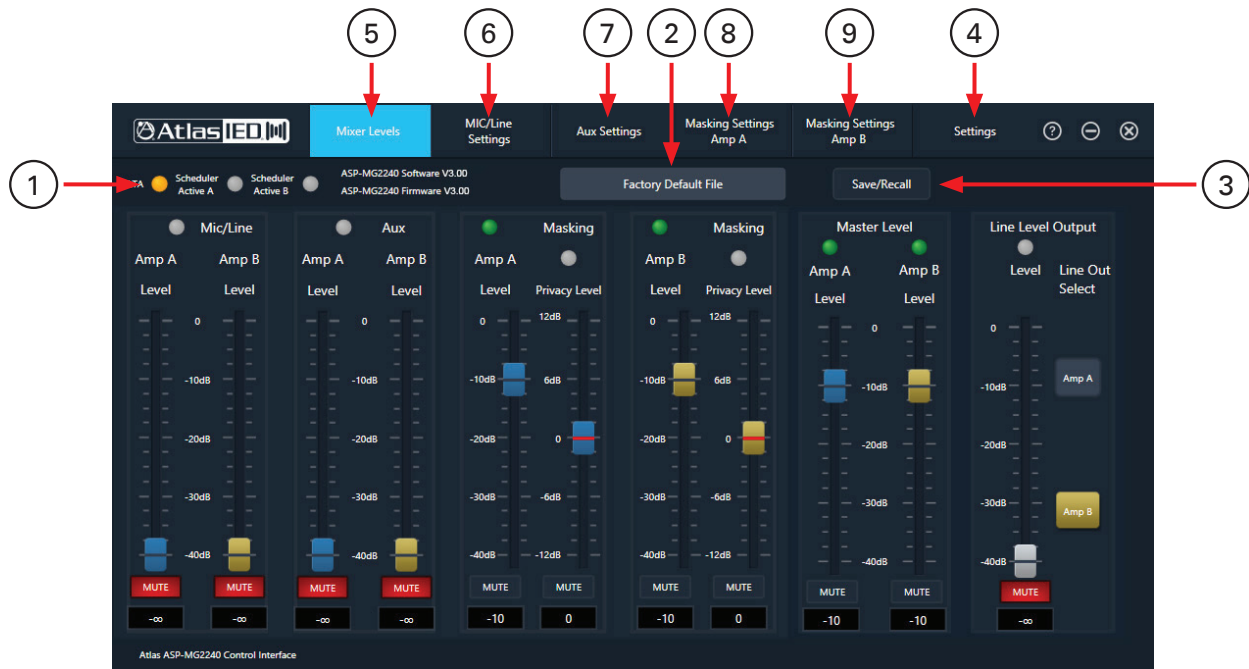 5 6 7 2 8 9 4
Atlas IED
Mixer Levels
MIC/Line
Settings
Aux Settings
Masking Settings
Amp A
Masking Settings
Amp B
Settings
?
1
TA
Scheduler
Active A
Scheduler
Active B
ASP-MG2240 Software V3.00
ASP-MG2240 Firmware V3.00
Factory Default File
Save/Recall
3
Mic/Line
Amp A Amp B
Level Level
0
-10dB
-20dB
-30dB
-40dB
MUTE MUTE
-∞ -∞
Aux
Amp A Amp B
Level Level
0
-10dB
-20dB
-30dB
-40dB
MUTE MUTE
-∞ -∞
Masking
Amp A
Level Privacy Level
0 12dB
-10dB 6dB
-20dB 0
-30dB -6dB
-40dB -12dB
MUTE MUTE
-10 0
Masking
Amp B
Level Privacy Level
0 12dB
-10dB 6dB
-20dB 0
-30dB -6dB
-40dB -12dB
MUTE MUTE
-10 0
Master Level
Amp A Amp B
Level Level
0
-10dB
-20dB
-30dB
-40dB
MUTE MUTE
-10 -10
Line Level Output
Level Line Out
Select
0
-10dB
-20dB
-30dB
-40dB
Amp A
Amp B
MUTE
-∞
Atlas ASP-MG2240 Control Interface